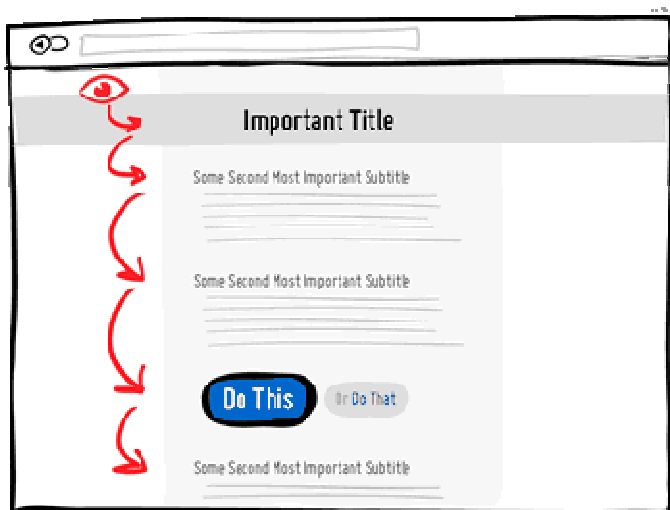 Important Title
Some Second Most Important Subtitle
Some Second Most Important Subtitle
Do This
Or Do That
Some Second Most Important Subtitle